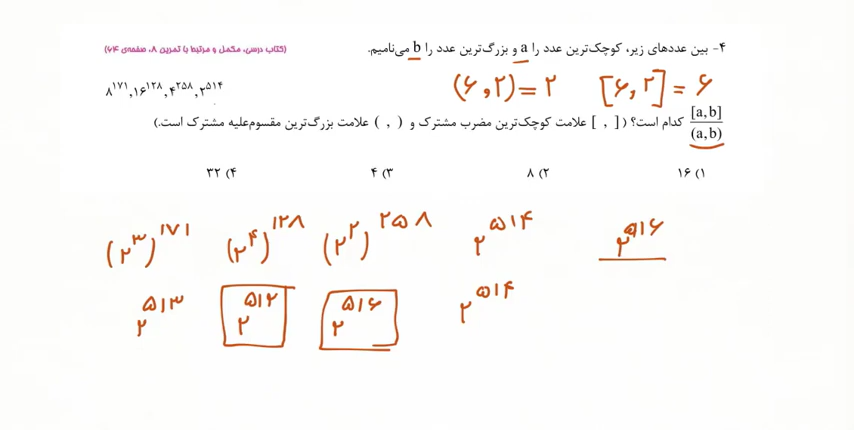 ۴- بین عددهای زیر، کوچک‌ترین عدد را a و بزرگ‌ترین عدد را b می‌نامیم. (کتاب درسی، مکمل و مرتبط با تمرین ۸، صفحه‌ی ۶۴)
۸^۱۷۱, ۱۶^۱۲۸, ۴^۲۵۸, ۲^۵۱۴
(۶, ۲) = ۲ [۶, ۲] = ۶
[a,b]/(a,b) کدام است؟ ([ , ] علامت کوچک‌ترین مضرب مشترک و ( , ) علامت بزرگ‌ترین مقسوم‌علیه مشترک است.)
۱) ۱۶ ۲) ۸ ۳) ۴ ۴) ۳۲
(۲^۳)^۱۷۱ (۲^۴)^۱۲۸ (۲^۲)^۲۵۸ ۲^۵۱۴ ۲^۵۱۶
۲^۵۱۳ ۲^۵۱۲ ۲^۵۱۶ ۲^۵۱۴